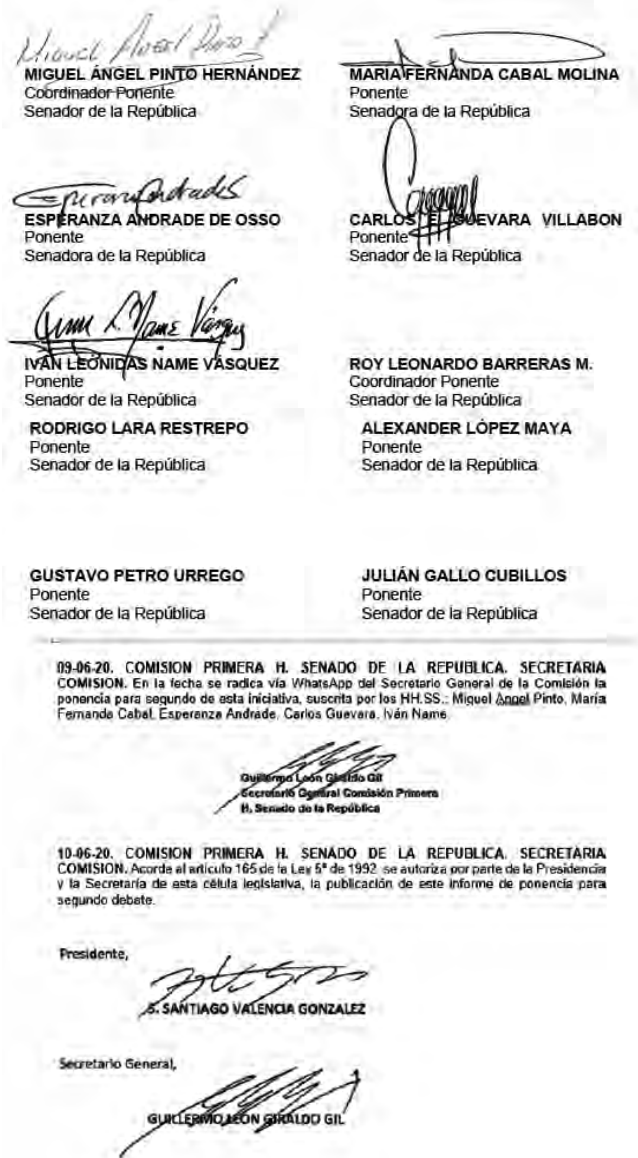 Miguel Ángel Pinto H
MIGUEL ÁNGEL PINTO HERNÁNDEZ
Coordinador Ponente
Senador de la República
MARIA FERNANDA CABAL MOLINA
Ponente
Senadora de la República
Esperanza Andrade
ESPERANZA ANDRADE DE OSSO
Ponente
Senadora de la República
CARLOS E. GUEVARA VILLABON
Ponente
Senador de la República
Iván L. Name Vásquez
IVÁN LEÓNIDAS NAME VÁSQUEZ
Ponente
Senador de la República
ROY LEONARDO BARRERAS M.
Coordinador Ponente
Senador de la República
RODRIGO LARA RESTREPO
Ponente
Senador de la República
ALEXANDER LÓPEZ MAYA
Ponente
Senador de la República
GUSTAVO PETRO URREGO
Ponente
Senador de la República
JULIÁN GALLO CUBILLOS
Ponente
Senador de la República
09-06-20. COMISION PRIMERA H. SENADO DE LA REPUBLICA. SECRETARIA
COMISION. En la fecha se radica vía WhatsApp del Secretario General de la Comisión la
ponencia para segundo de esta iniciativa, suscrita por los HH.SS.: Miguel Angel Pinto, María
Fernanda Cabal, Esperanza Andrade, Carlos Guevara, Iván Name.
Guillermo León Giraldo Gil
Secretario General Comisión Primera
H. Senado de la República
10-06-20. COMISION PRIMERA H. SENADO DE LA REPUBLICA. SECRETARIA
COMISION. Acorde al artículo 165 de la Ley 5ª de 1992, se autoriza por parte de la Presidencia
y la Secretaría de esta célula legislativa, la publicación de este informe de ponencia para
segundo debate.
Presidente,
S. SANTIAGO VALENCIA GONZALEZ
Secretario General,
GUILLERMO LEON GIRALDO GIL